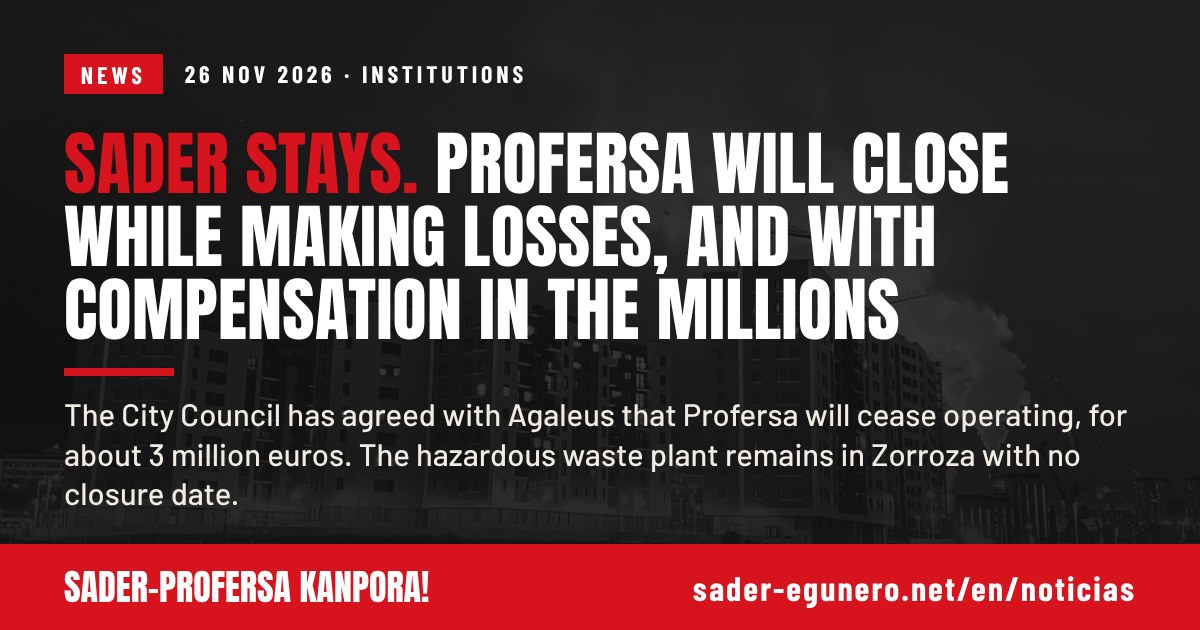 NEWS 26 NOV 2026 · INSTITUTIONS
SADER STAYS. PROFERSA WILL CLOSE
WHILE MAKING LOSSES, AND WITH
COMPENSATION IN THE MILLIONS
The City Council has agreed with Agaleus that Profersa will cease operating, for
about 3 million euros. The hazardous waste plant remains in Zorroza with no
closure date.
SADER-PROFERSA KANPORA! sader-egunero.net/en/noticias